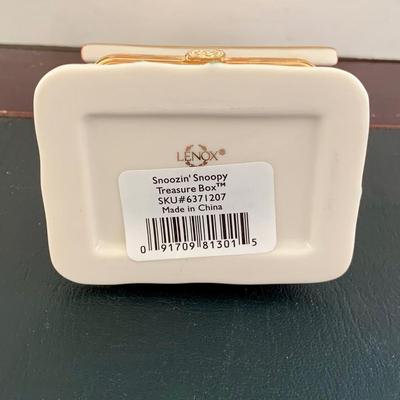 LENOX®
Snoozin' Snoopy
Treasure Box™
SKU#6371207
Made in China
0 91709 81301 5